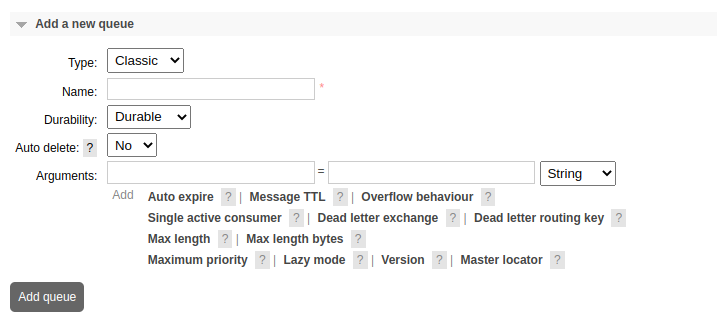 Add a new queue
Type: Classic
Name: *
Durability: Durable
Auto delete: ? No
Arguments: = String
Add Auto expire ? | Message TTL ? | Overflow behaviour ?
Single active consumer ? | Dead letter exchange ? | Dead letter routing key ?
Max length ? | Max length bytes ?
Maximum priority ? | Lazy mode ? | Version ? | Master locator ?
Add queue